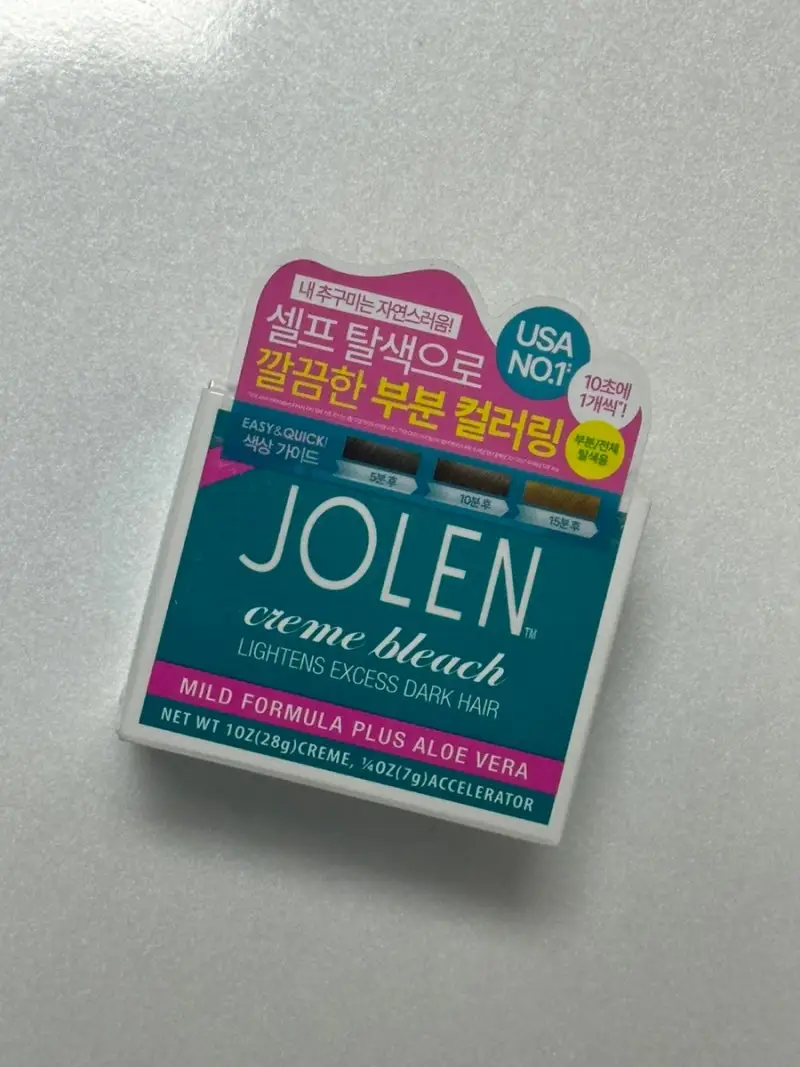 내 추구미는 자연스러움!
셀프 탈색으로
깔끔한 부분 컬러링
USA
NO.1
10초에
1개씩*!
부분/전체
탈색용
EASY&QUICK!
색상 가이드
5분 후
10분 후
15분 후
JOLEN™
creme bleach
LIGHTENS EXCESS DARK HAIR
MILD FORMULA PLUS ALOE VERA
NET WT 1OZ(28g)CREME, ¼OZ(7g)ACCELERATOR